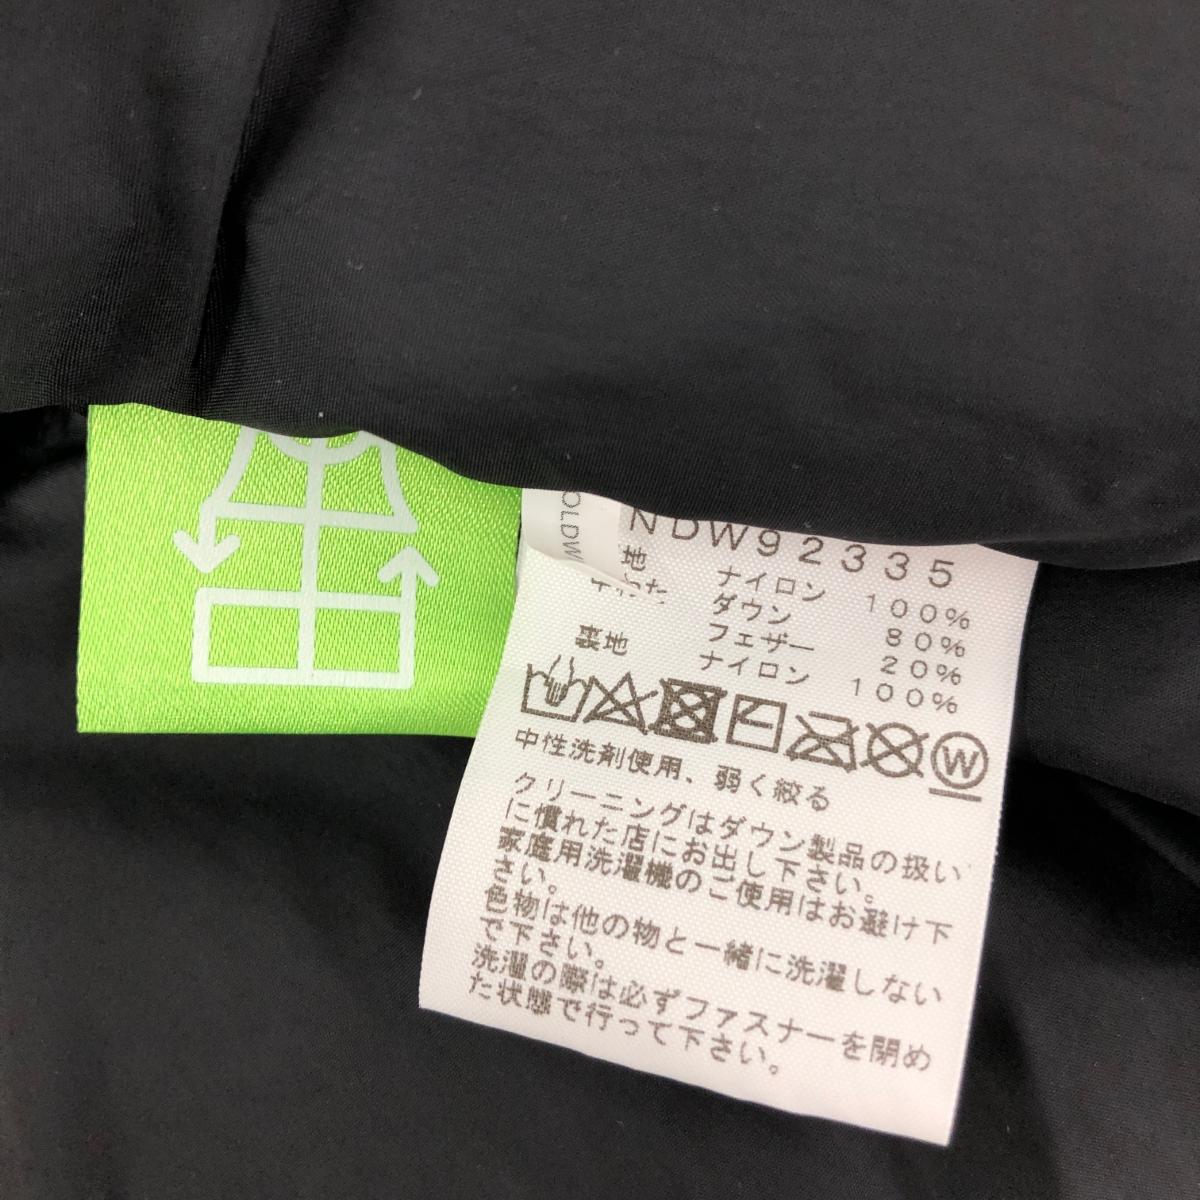 OLDW
NDW92335
地 ナイロン 100%
中わた ダウン 80%
フェザー 20%
裏地 ナイロン 100%
W
中性洗剤使用、弱く絞る
クリーニングはダウン製品の扱い
に慣れた店にお出し下さい。
家庭用洗濯機のご使用はお避け下
さい。
色物は他の物と一緒に洗濯しない
で下さい。
洗濯の際は必ずファスナーを閉め
た状態で行って下さい。